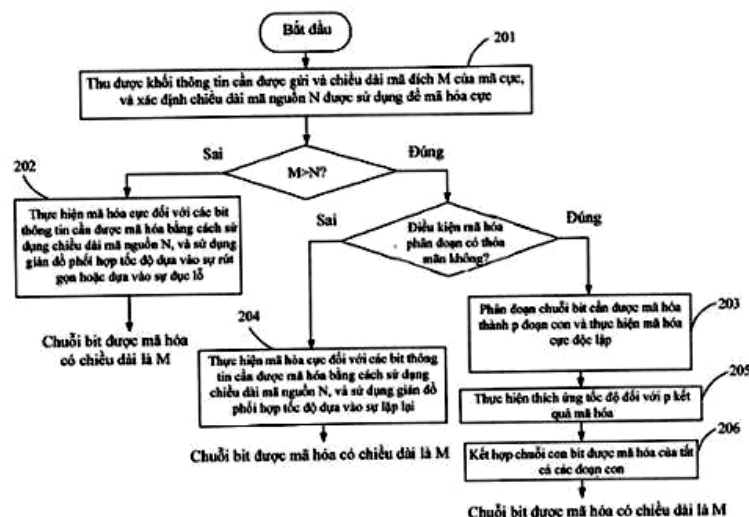 Bắt đầu
201
Thu được khối thông tin cần được gửi và chiều dài mã đích M của mã cực,
và xác định chiều dài mã nguồn N được sử dụng để mã hóa cực
Sai
Đúng
M>N?
202
Thực hiện mã hóa cực đối với các bit
thông tin cần được mã hóa bằng cách sử
dụng chiều dài mã nguồn N, và sử dụng
gián đồ phối hợp tốc độ dựa vào sự rút
gọn hoặc dựa vào sự đục lỗ
Chuỗi bit được mã hóa
có chiều dài là M
Sai
Đúng
Điều kiện mã hóa
phân đoạn có thỏa
mãn không?
204
Thực hiện mã hóa cực đối với các bit thông
tin cần được mã hóa bằng cách sử dụng
chiều dài mã nguồn N, và sử dụng gián đồ
phối hợp tốc độ dựa vào sự lặp lại
Chuỗi bit được mã hóa có chiều dài là M
203
Phân đoạn chuỗi bit cần được mã hóa
thành p đoạn con và thực hiện mã hóa
cực độc lập
205
Thực hiện thích ứng tốc độ đối với p kết
quả mã hóa
206
Kết hợp chuỗi con bit được mã hóa của tất
cả các đoạn con
Chuỗi bit được mã hóa có chiều dài là M